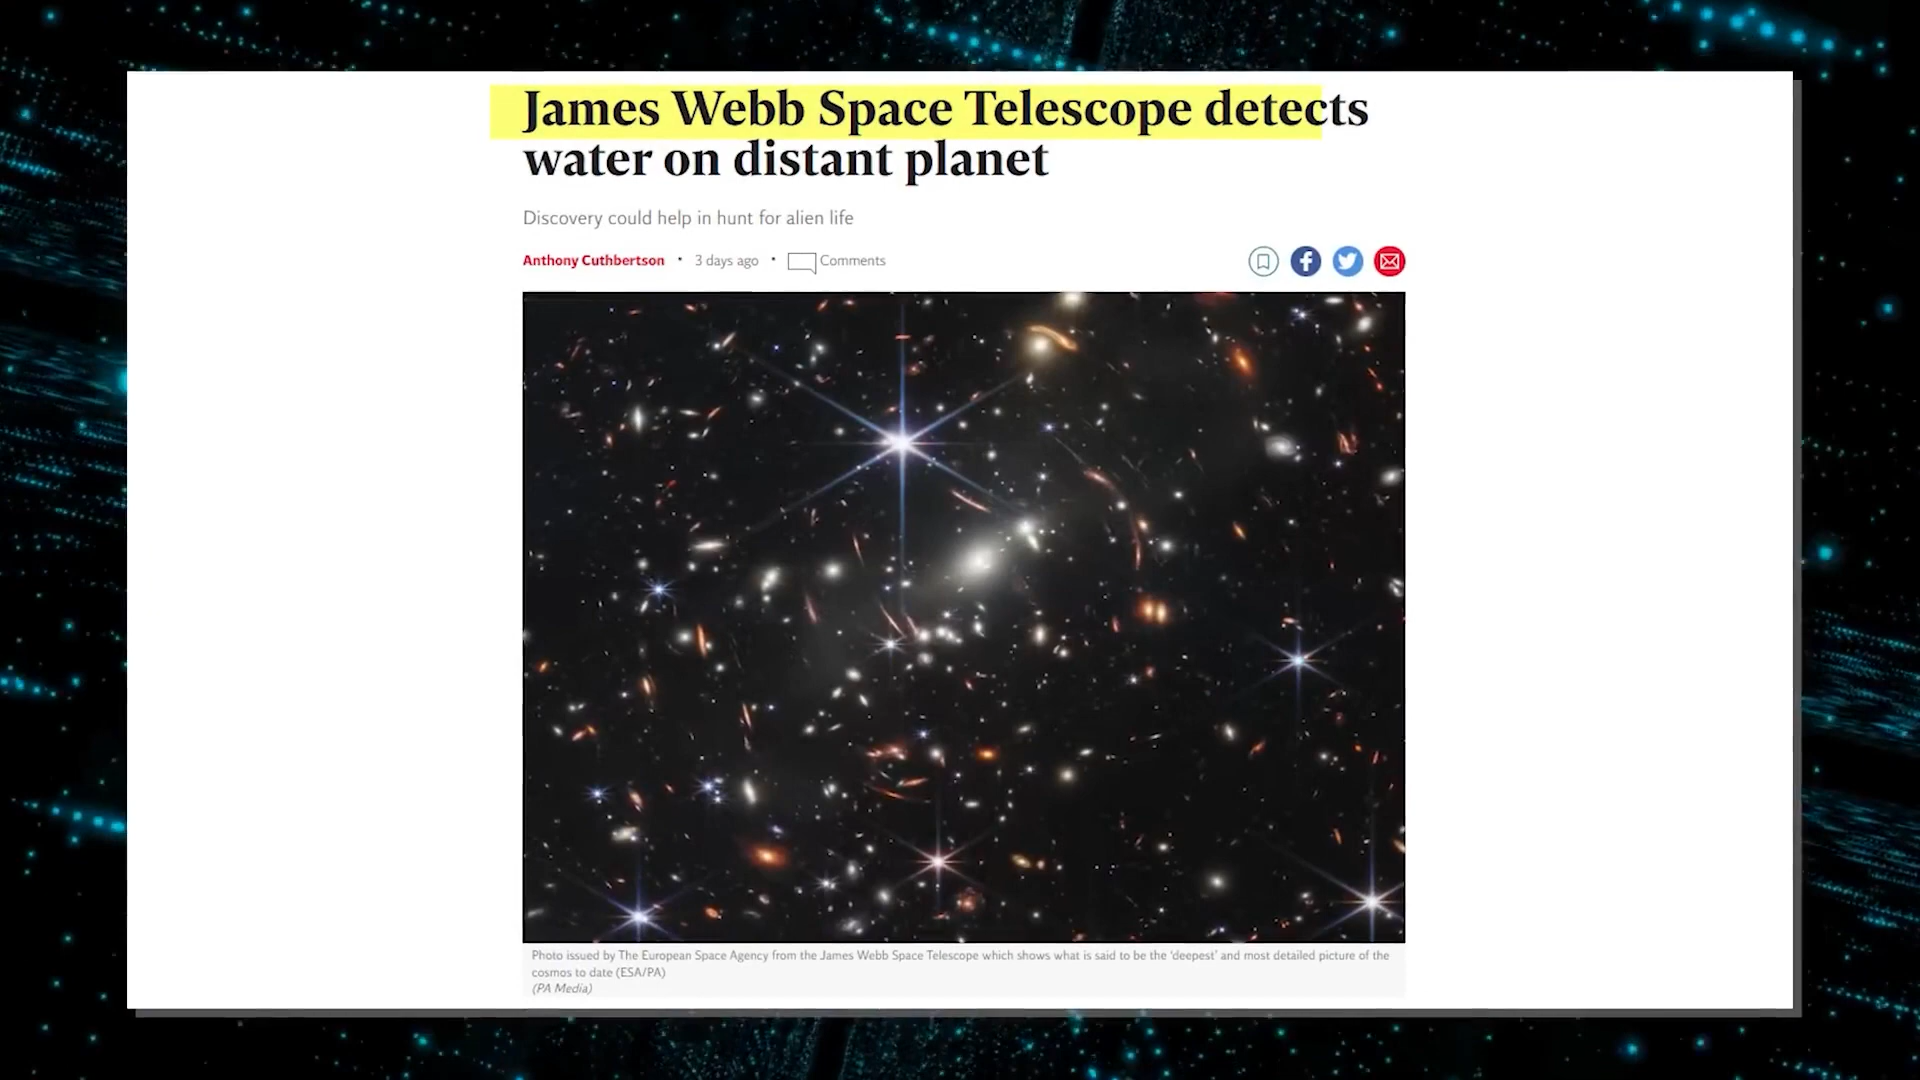 James Webb Space Telescope detects
water on distant planet
Discovery could help in hunt for alien life
Anthony Cuthbertson • 3 days ago • Comments
Photo issued by The European Space Agency from the James Webb Space Telescope which shows what is said to be the ‘deepest’ and most detailed picture of the
cosmos to date (ESA/PA)
(PA Media)